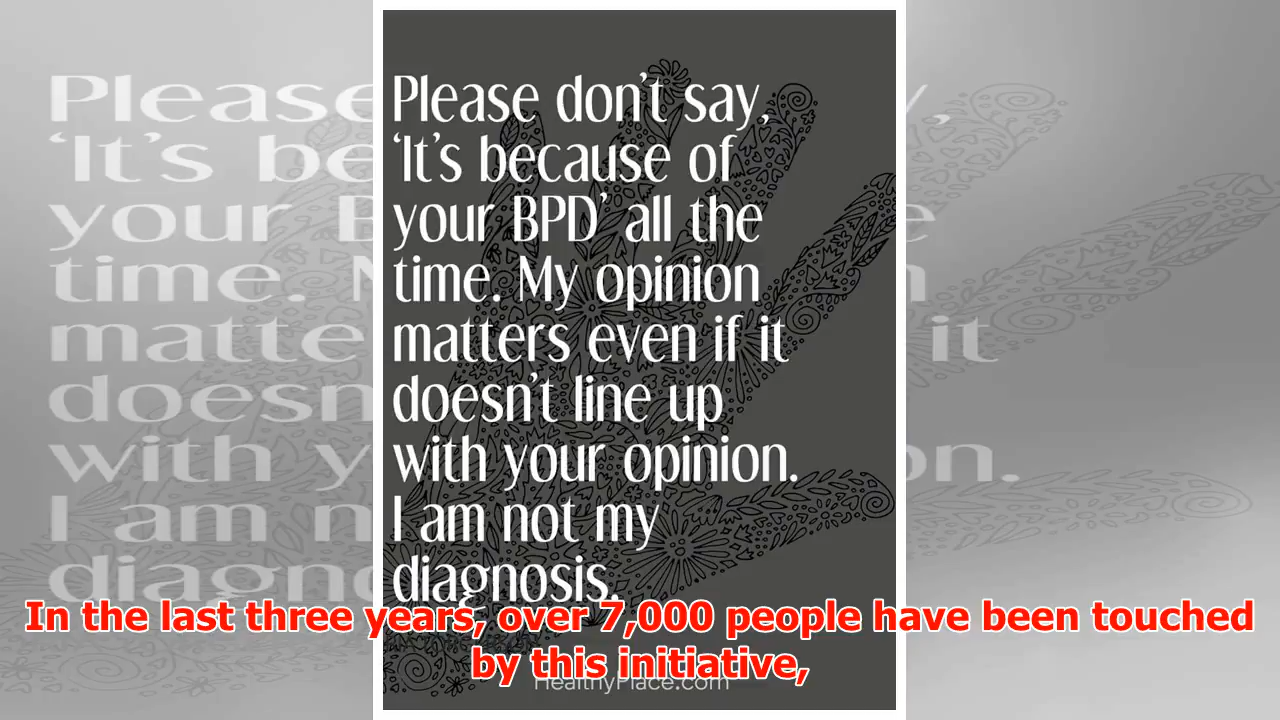 Please don't say,
'It's because of
your BPD' all the
time. My opinion
matters even if it
doesn't line up
with your opinion.
I am not my
diagnosis.
In the last three years, over 7,000 people have been touched
by this initiative,
HealthyPlace.com